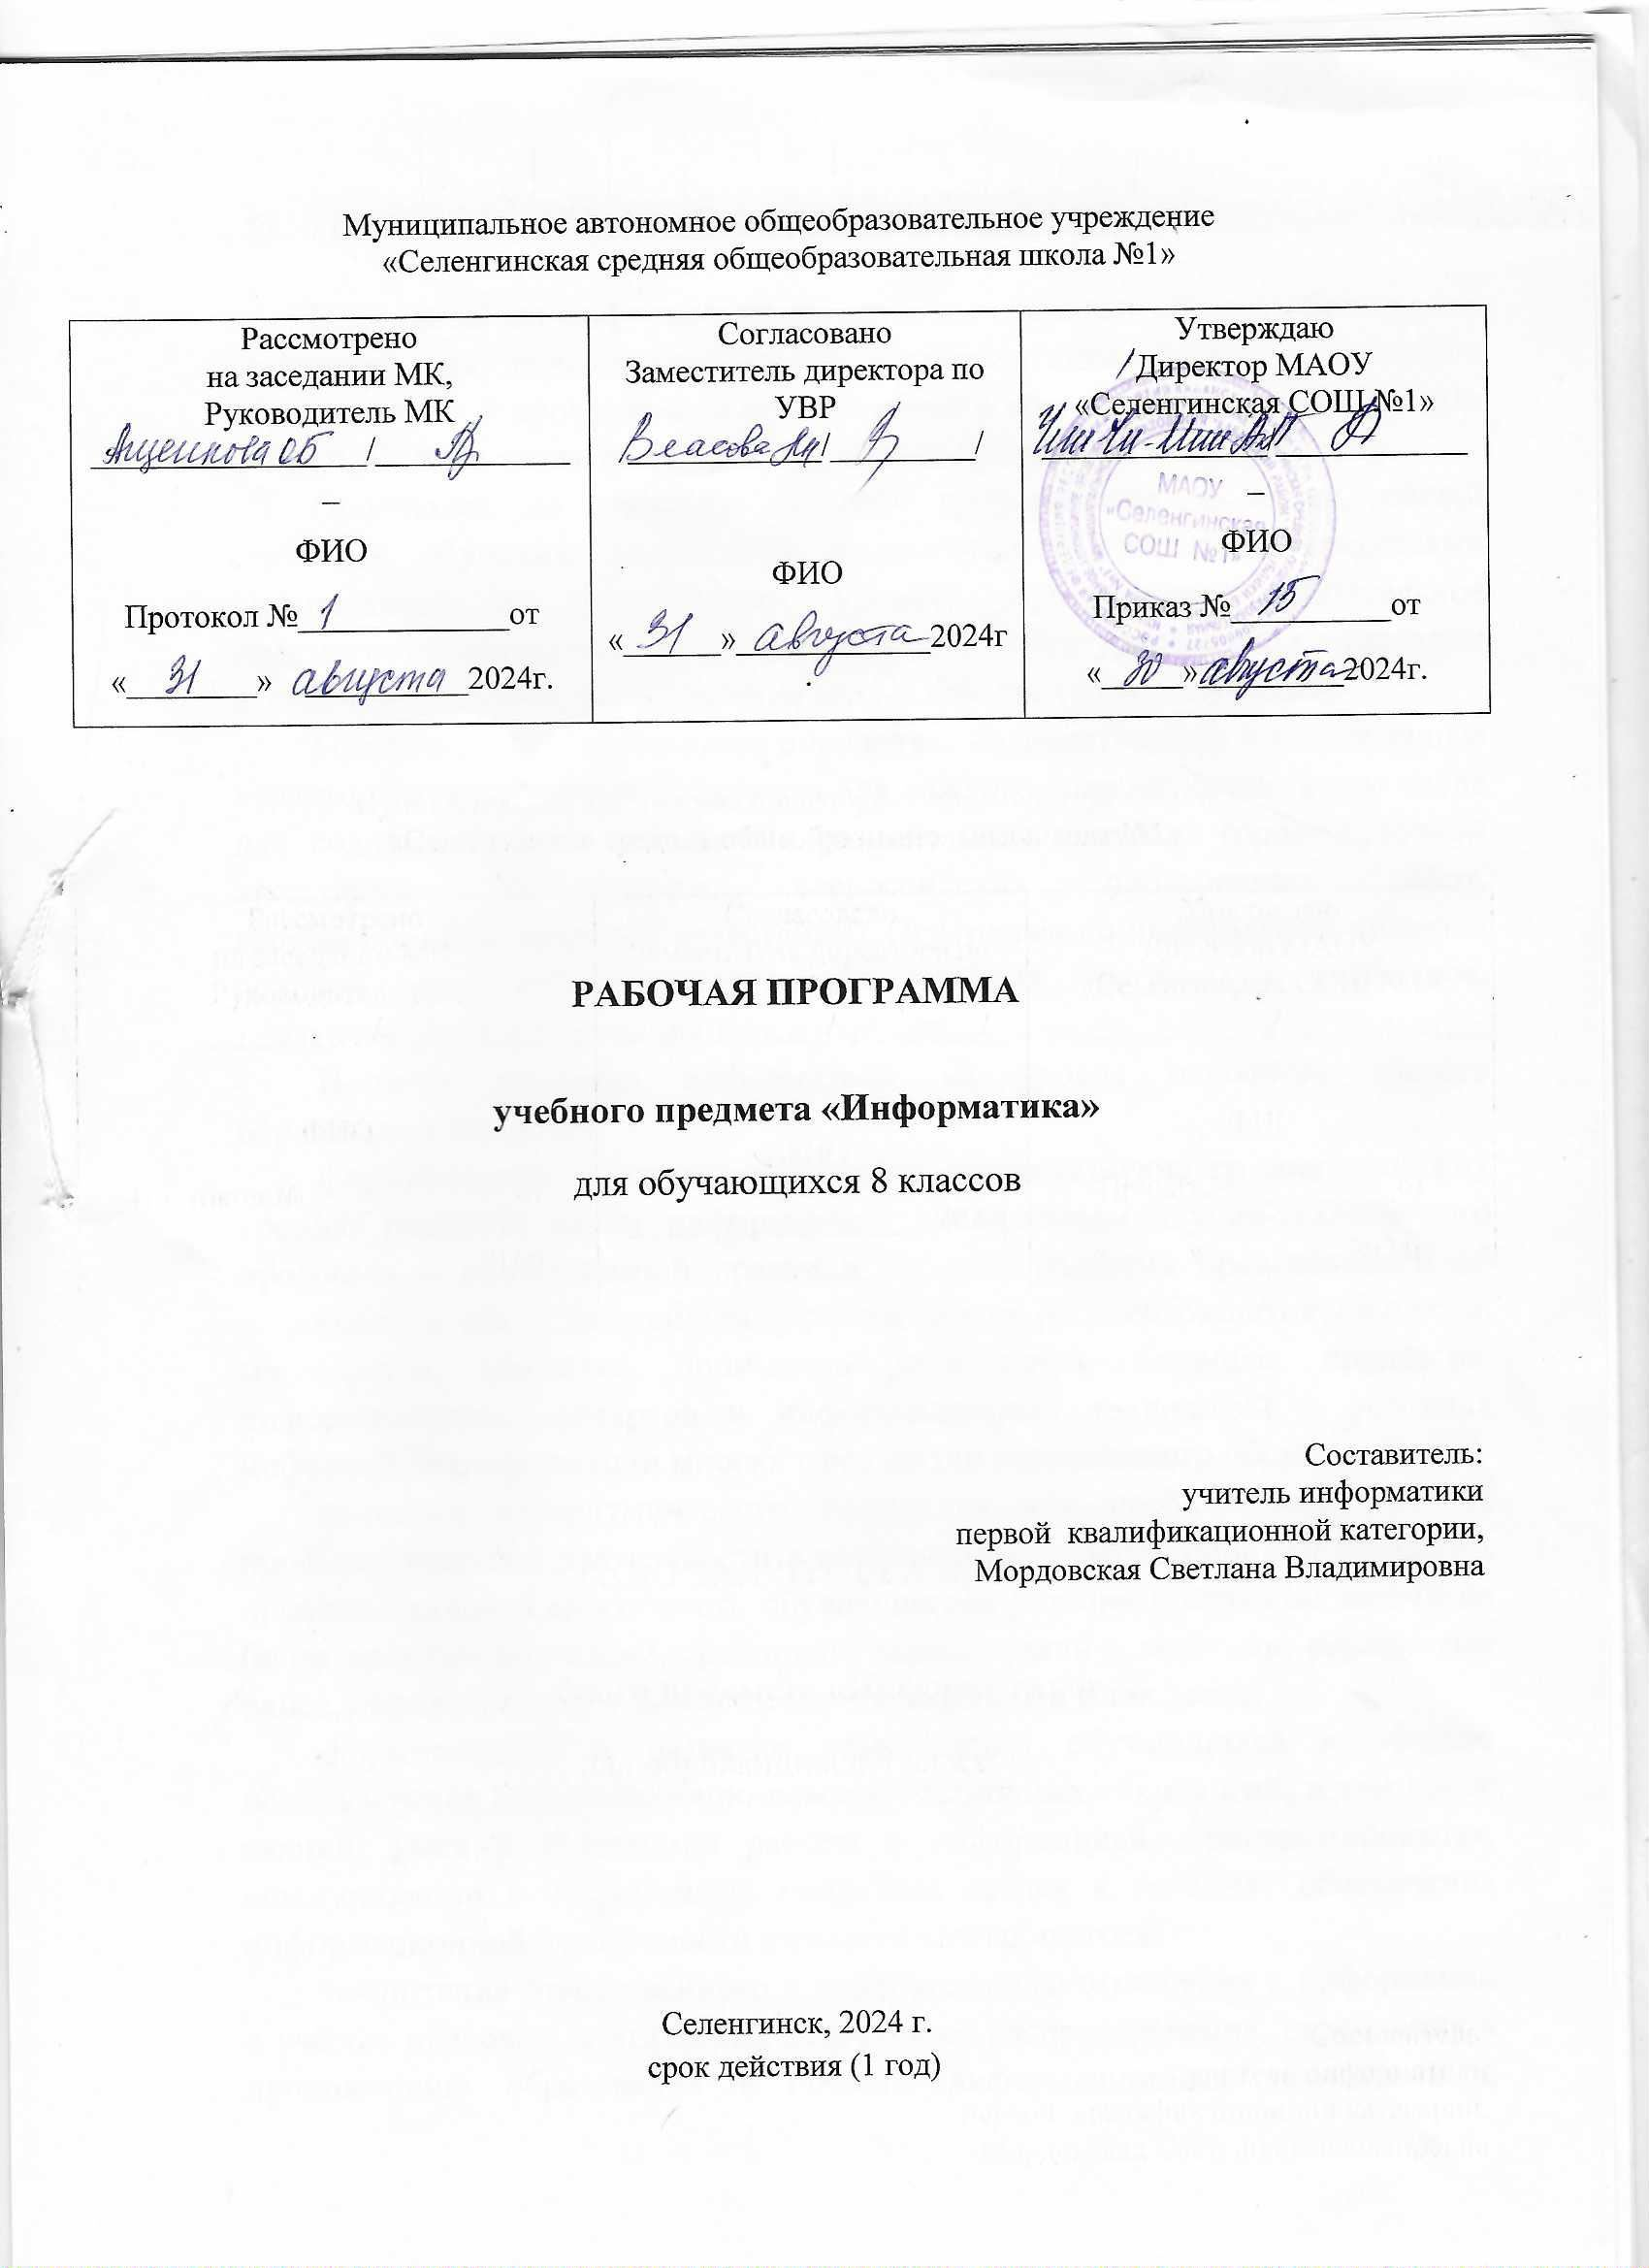 Муниципальное автономное общеобразовательное учреждение
«Селенгинская средняя общеобразовательная школа №1»
Рассмотрено
на заседании МК,
Руководитель МК
/
–
ФИО
Протокол № 1 от
« 31 » августа 2024г.
Согласовано
Заместитель директора по
УВР
Власова / /
ФИО
« 31 » августа 2024г
.
Утверждаю
/Директор МАОУ
«Селенгинская СОШ №1»
–
ФИО
Приказ № 15 от
« 30 » августа 2024г.
МАОУ
«Селенгинская
СОШ №1»
РАБОЧАЯ ПРОГРАММА
учебного предмета «Информатика»
для обучающихся 8 классов
Составитель:
учитель информатики
первой квалификационной категории,
Мордовская Светлана Владимировна
Селенгинск, 2024 г.
срок действия (1 год)